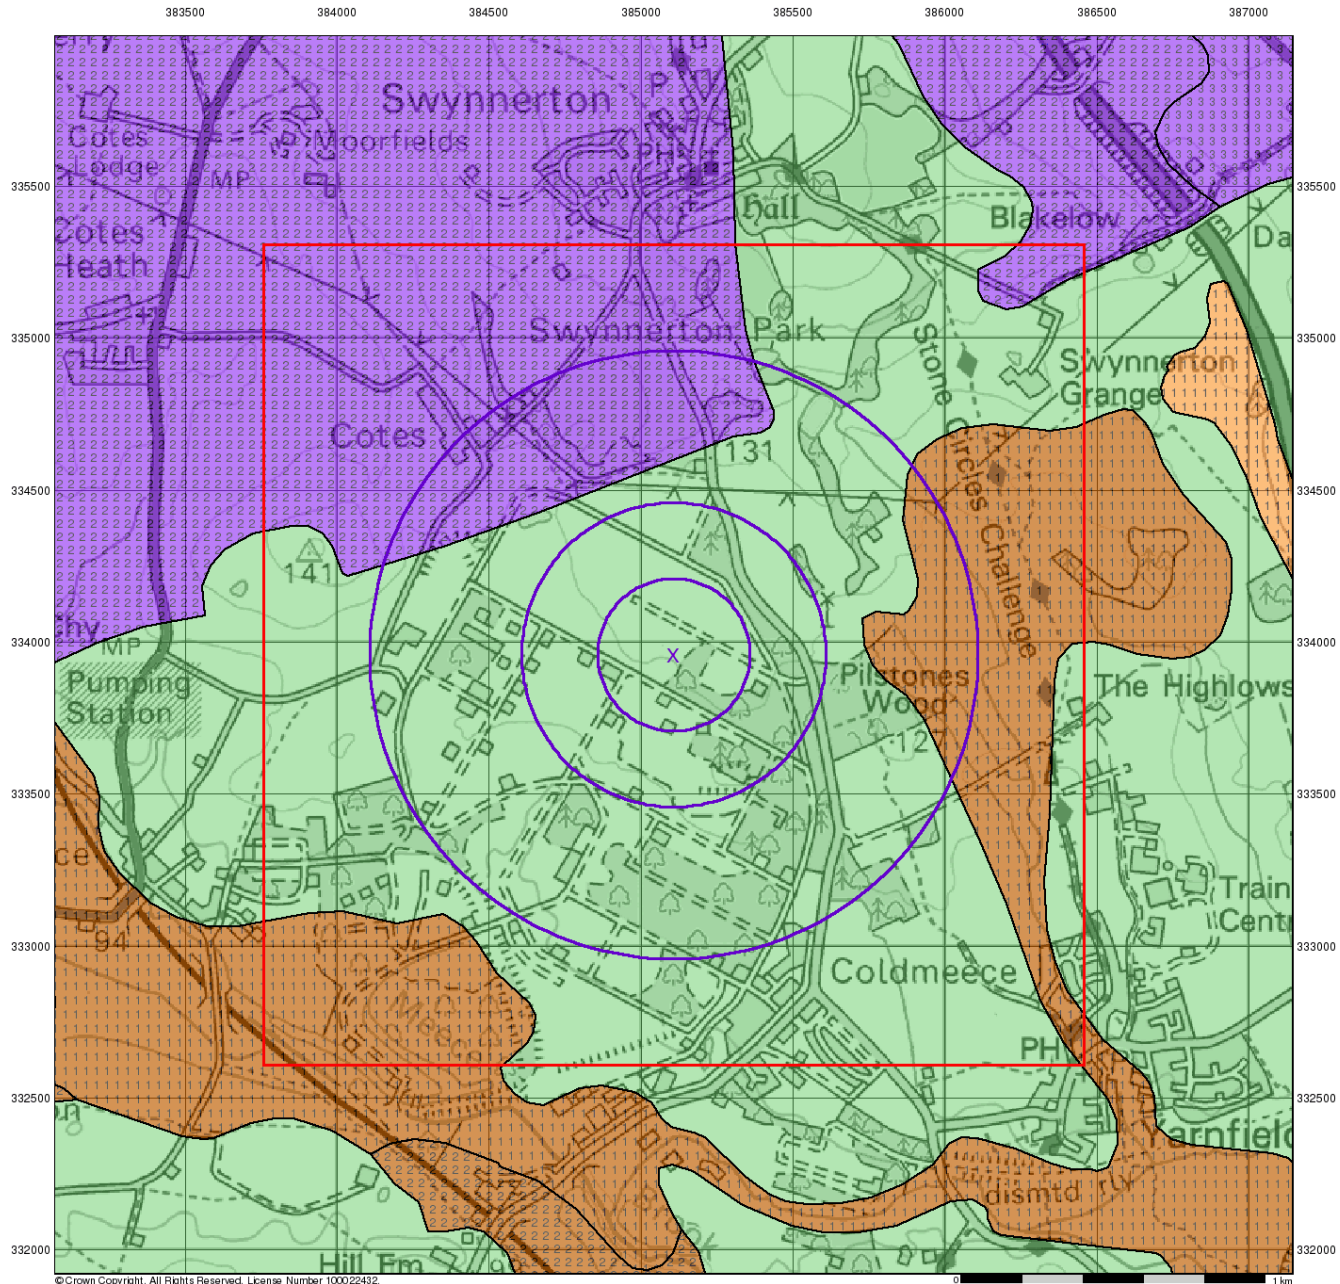 383500 384000 384500 385000 385500 386000 386500 387000
Swynnerton
P
Cotes
Lodge
Moorfields
MP
PH
335500
Hall
Blakelow
Cotes
Heath
Da
335000
Swynnerton Park
Swynnerton
Grange
Stone Circles Challenge
Cotes
131
334500
141
334000
MP
Pumping
Station
Pilstones
Wood
The Highlows
333500
Train
Centr
94
333000
Coldmeece
Meece
PH
332500
Yarnfield
dismtd rly
332000
Hill Fm
© Crown Copyright. All Rights Reserved. License Number 100022432.
0 1 km